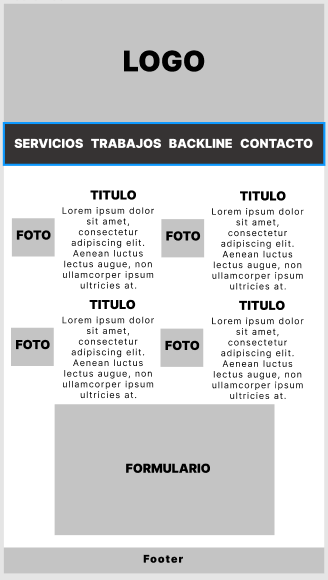 LOGO
SERVICIOS TRABAJOS BACKLINE CONTACTO
TITULO
FOTO
Lorem ipsum dolor
sit amet,
consectetur
adipiscing elit.
Aenean luctus
lectus augue, non
ullamcorper ipsum
ultricies at.
TITULO
FOTO
Lorem ipsum dolor
sit amet,
consectetur
adipiscing elit.
Aenean luctus
lectus augue, non
ullamcorper ipsum
ultricies at.
TITULO
FOTO
Lorem ipsum dolor
sit amet,
consectetur
adipiscing elit.
Aenean luctus
lectus augue, non
ullamcorper ipsum
ultricies at.
TITULO
FOTO
Lorem ipsum dolor
sit amet,
consectetur
adipiscing elit.
Aenean luctus
lectus augue, non
ullamcorper ipsum
ultricies at.
FORMULARIO
Footer